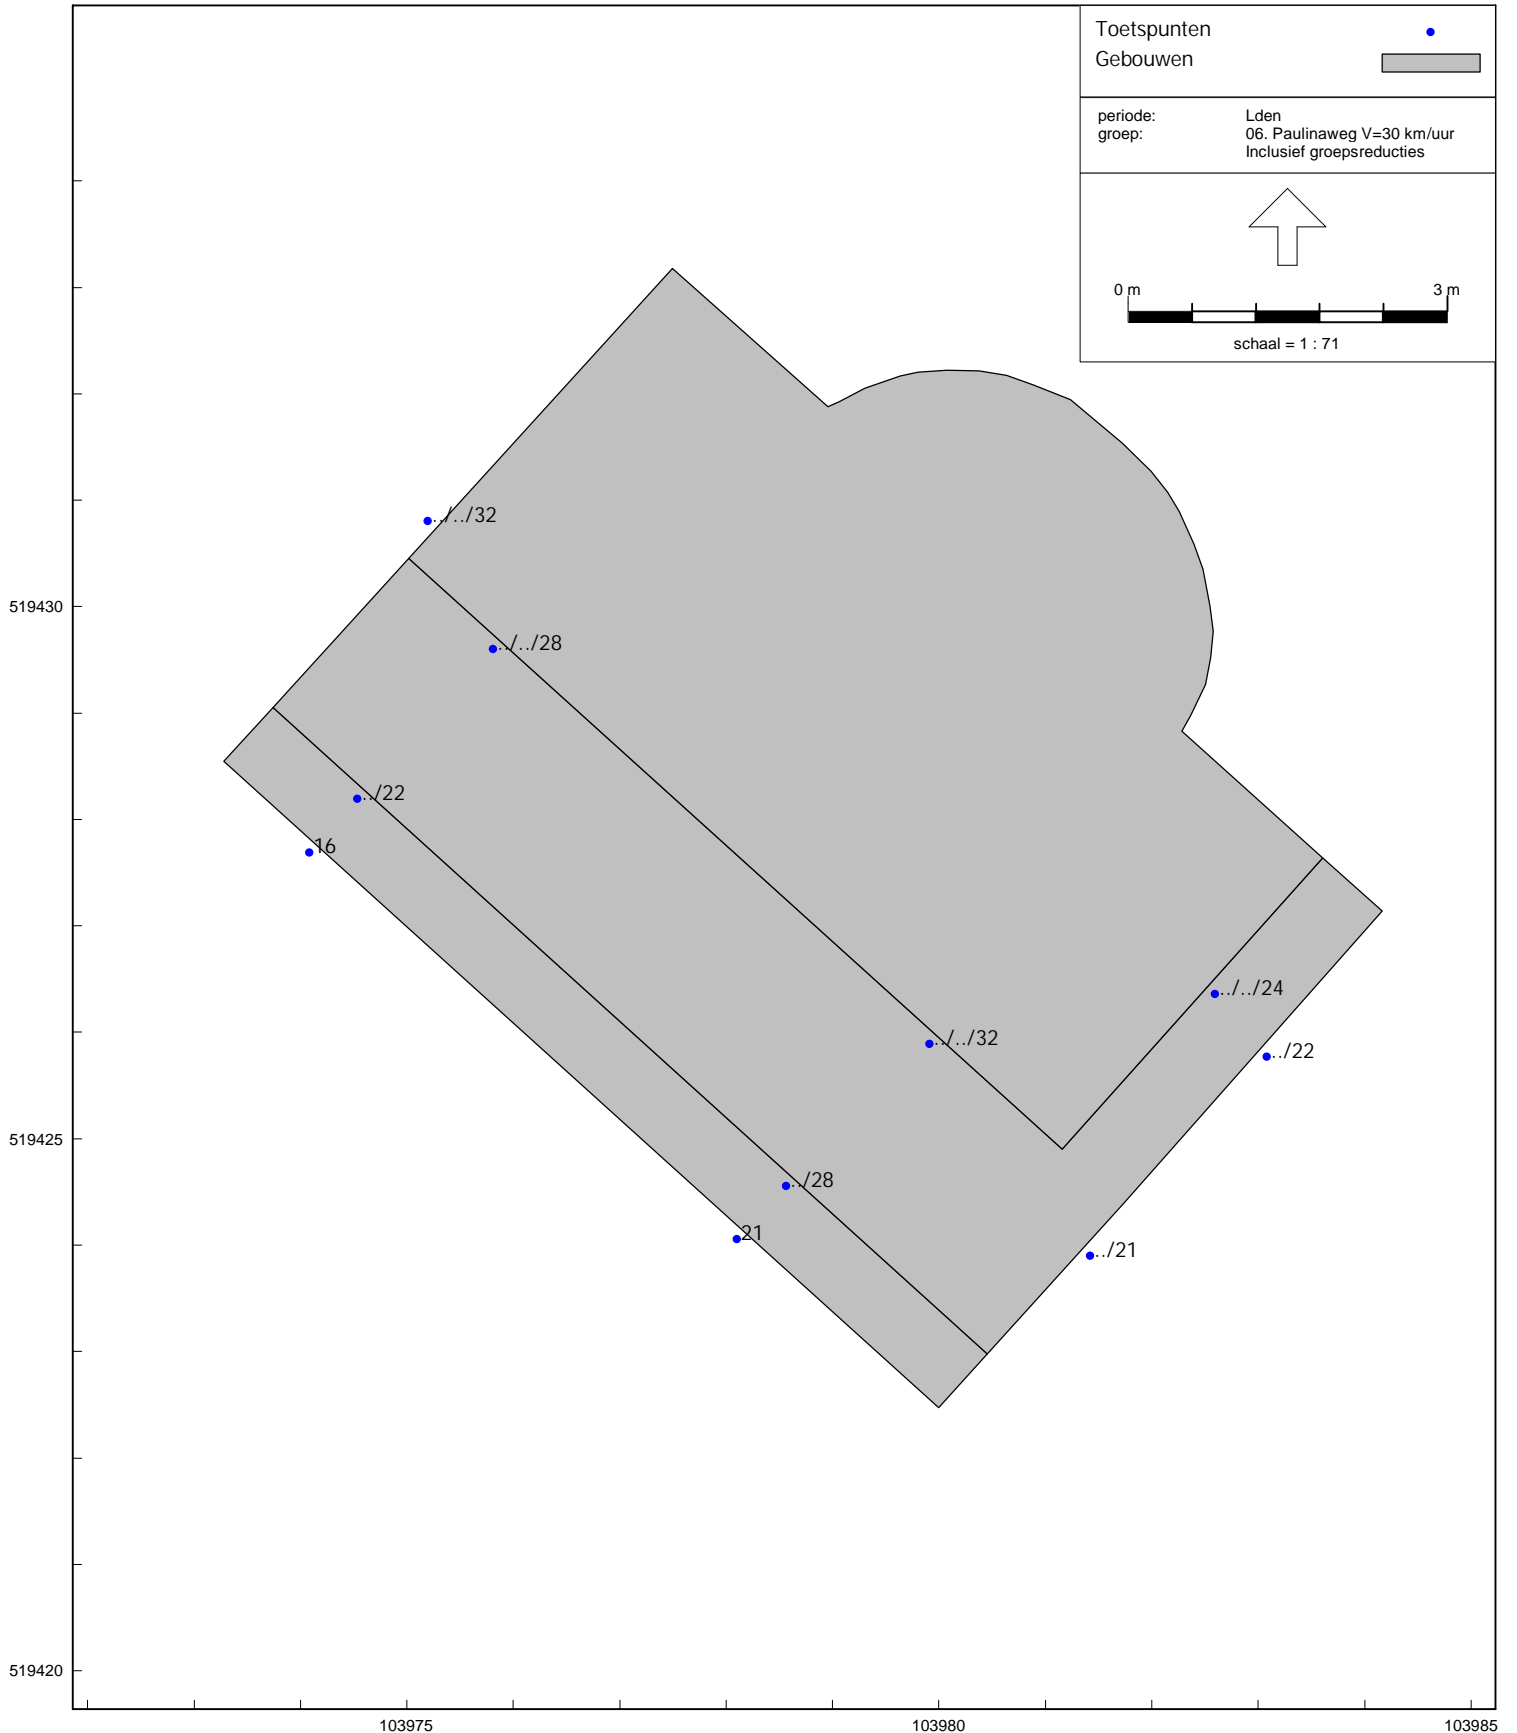 Toetspunten
Gebouwen
periode: Lden
groep: 06. Paulinaweg V=30 km/uur
Inclusief groepsreducties
0 m 3 m
schaal = 1 : 71
../../32
519430
../../28
../22
16
../../24
../../32
../22
519425
../28
21
../21
519420
103975 103980 103985